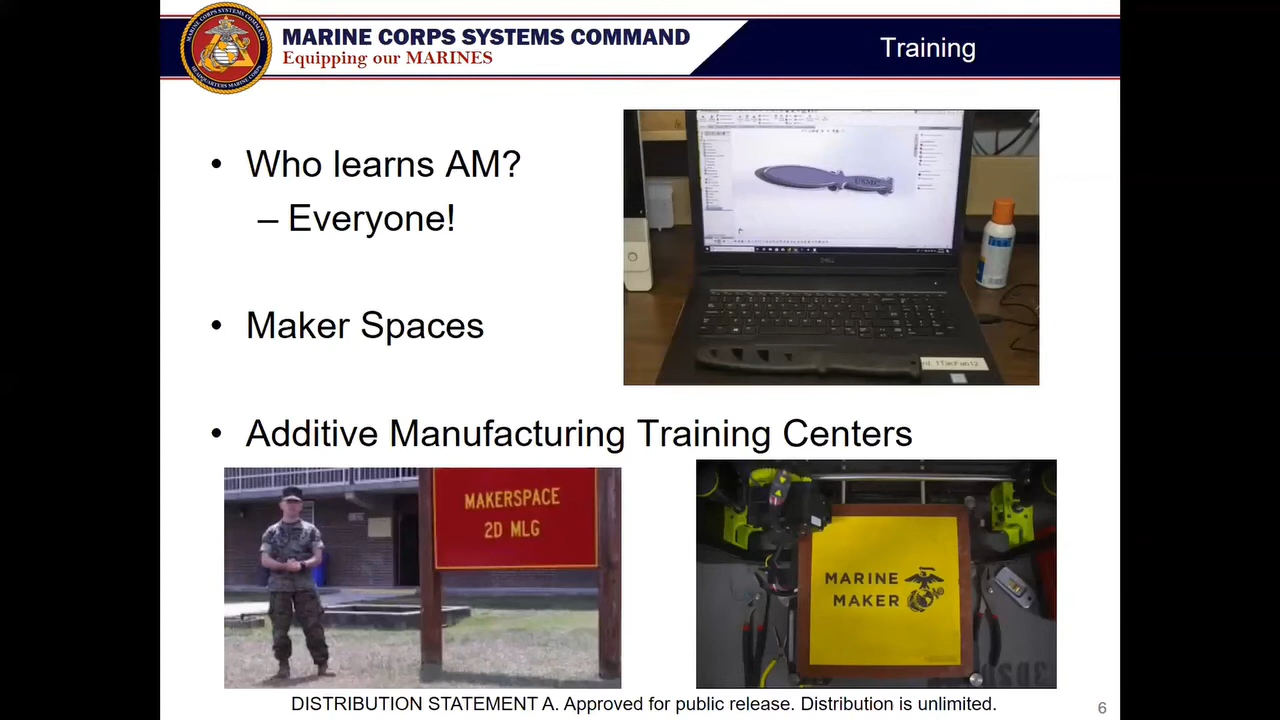 MARINE CORPS SYSTEMS COMMAND
Equipping our MARINES
Training
• Who learns AM?
– Everyone!
• Maker Spaces
• Additive Manufacturing Training Centers
DELL
MAKERSPACE
2D MLG
MARINE
MAKER
DISTRIBUTION STATEMENT A. Approved for public release. Distribution is unlimited.
6